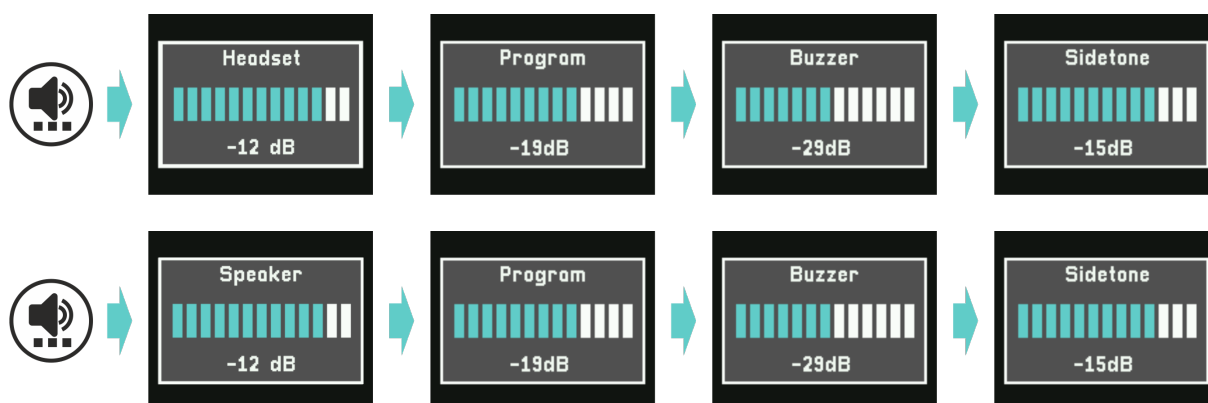 Headset
-12 dB
Program
-19dB
Buzzer
-29dB
Sidetone
-15dB
Speaker
-12 dB
Program
-19dB
Buzzer
-29dB
Sidetone
-15dB